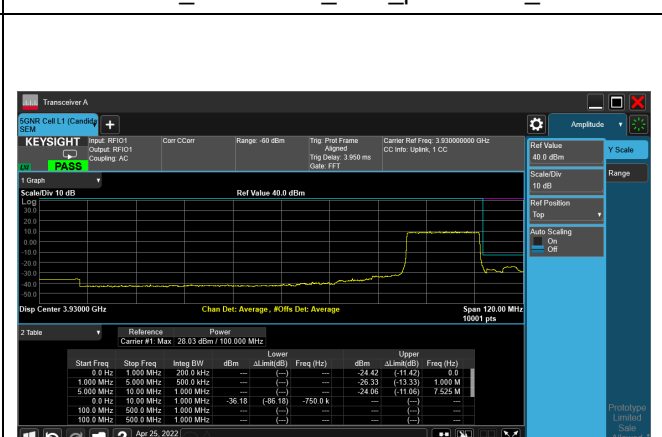 Transceiver A
5GNR Cell L1 (Candida
SEM
Amplitude
KEYSIGHT
Input: RFIO1
Output: RFIO1
Coupling: AC
Corr CCorr
Range: -60 dBm
Trig: Prot Frame
Aligned
Trig Delay: 3.950 ms
Gate: FFT
Carrier Ref Freq: 3.930000000 GHz
CC Info: Uplink, 1 CC
LW
PASS
Ref Value
40.0 dBm
Y Scale
Scale/Div
10 dB
Range
Ref Position
Top
Auto Scaling
On
Off
1 Graph
Scale/Div 10 dB
Ref Value 40.0 dBm
Log
30.0
20.0
10.0
0.00
-10.0
-20.0
-30.0
-40.0
-50.0
Disp Center 3.93000 GHz
Chan Det: Average , #Offs Det: Average
Span 120.00 MHz
10001 pts
2 Table
Reference Power
Carrier #1: Max 28.03 dBm / 100.000 MHz
Lower Upper
Start Freq Stop Freq Integ BW dBm ΔLimit(dB) Freq (Hz) dBm ΔLimit(dB) Freq (Hz)
0.0 Hz 1.000 MHz 200.0 kHz --- (---) --- -24.42 (-11.42) 0.0
1.000 MHz 5.000 MHz 500.0 kHz --- (---) --- -26.33 (-13.33) 1.000 M
5.000 MHz 10.00 MHz 1.000 MHz --- (---) --- -24.06 (-11.06) 7.525 M
0.0 Hz 10.00 MHz 1.000 MHz -36.18 (-86.18) -750.0 k --- (---) ---
100.0 MHz 500.0 MHz 1.000 MHz --- (---) --- --- (---) ---
100.0 MHz 500.0 MHz 1.000 MHz --- (---) --- --- (---) ---
Prototype
Limited
Sale
Apr 25, 2022